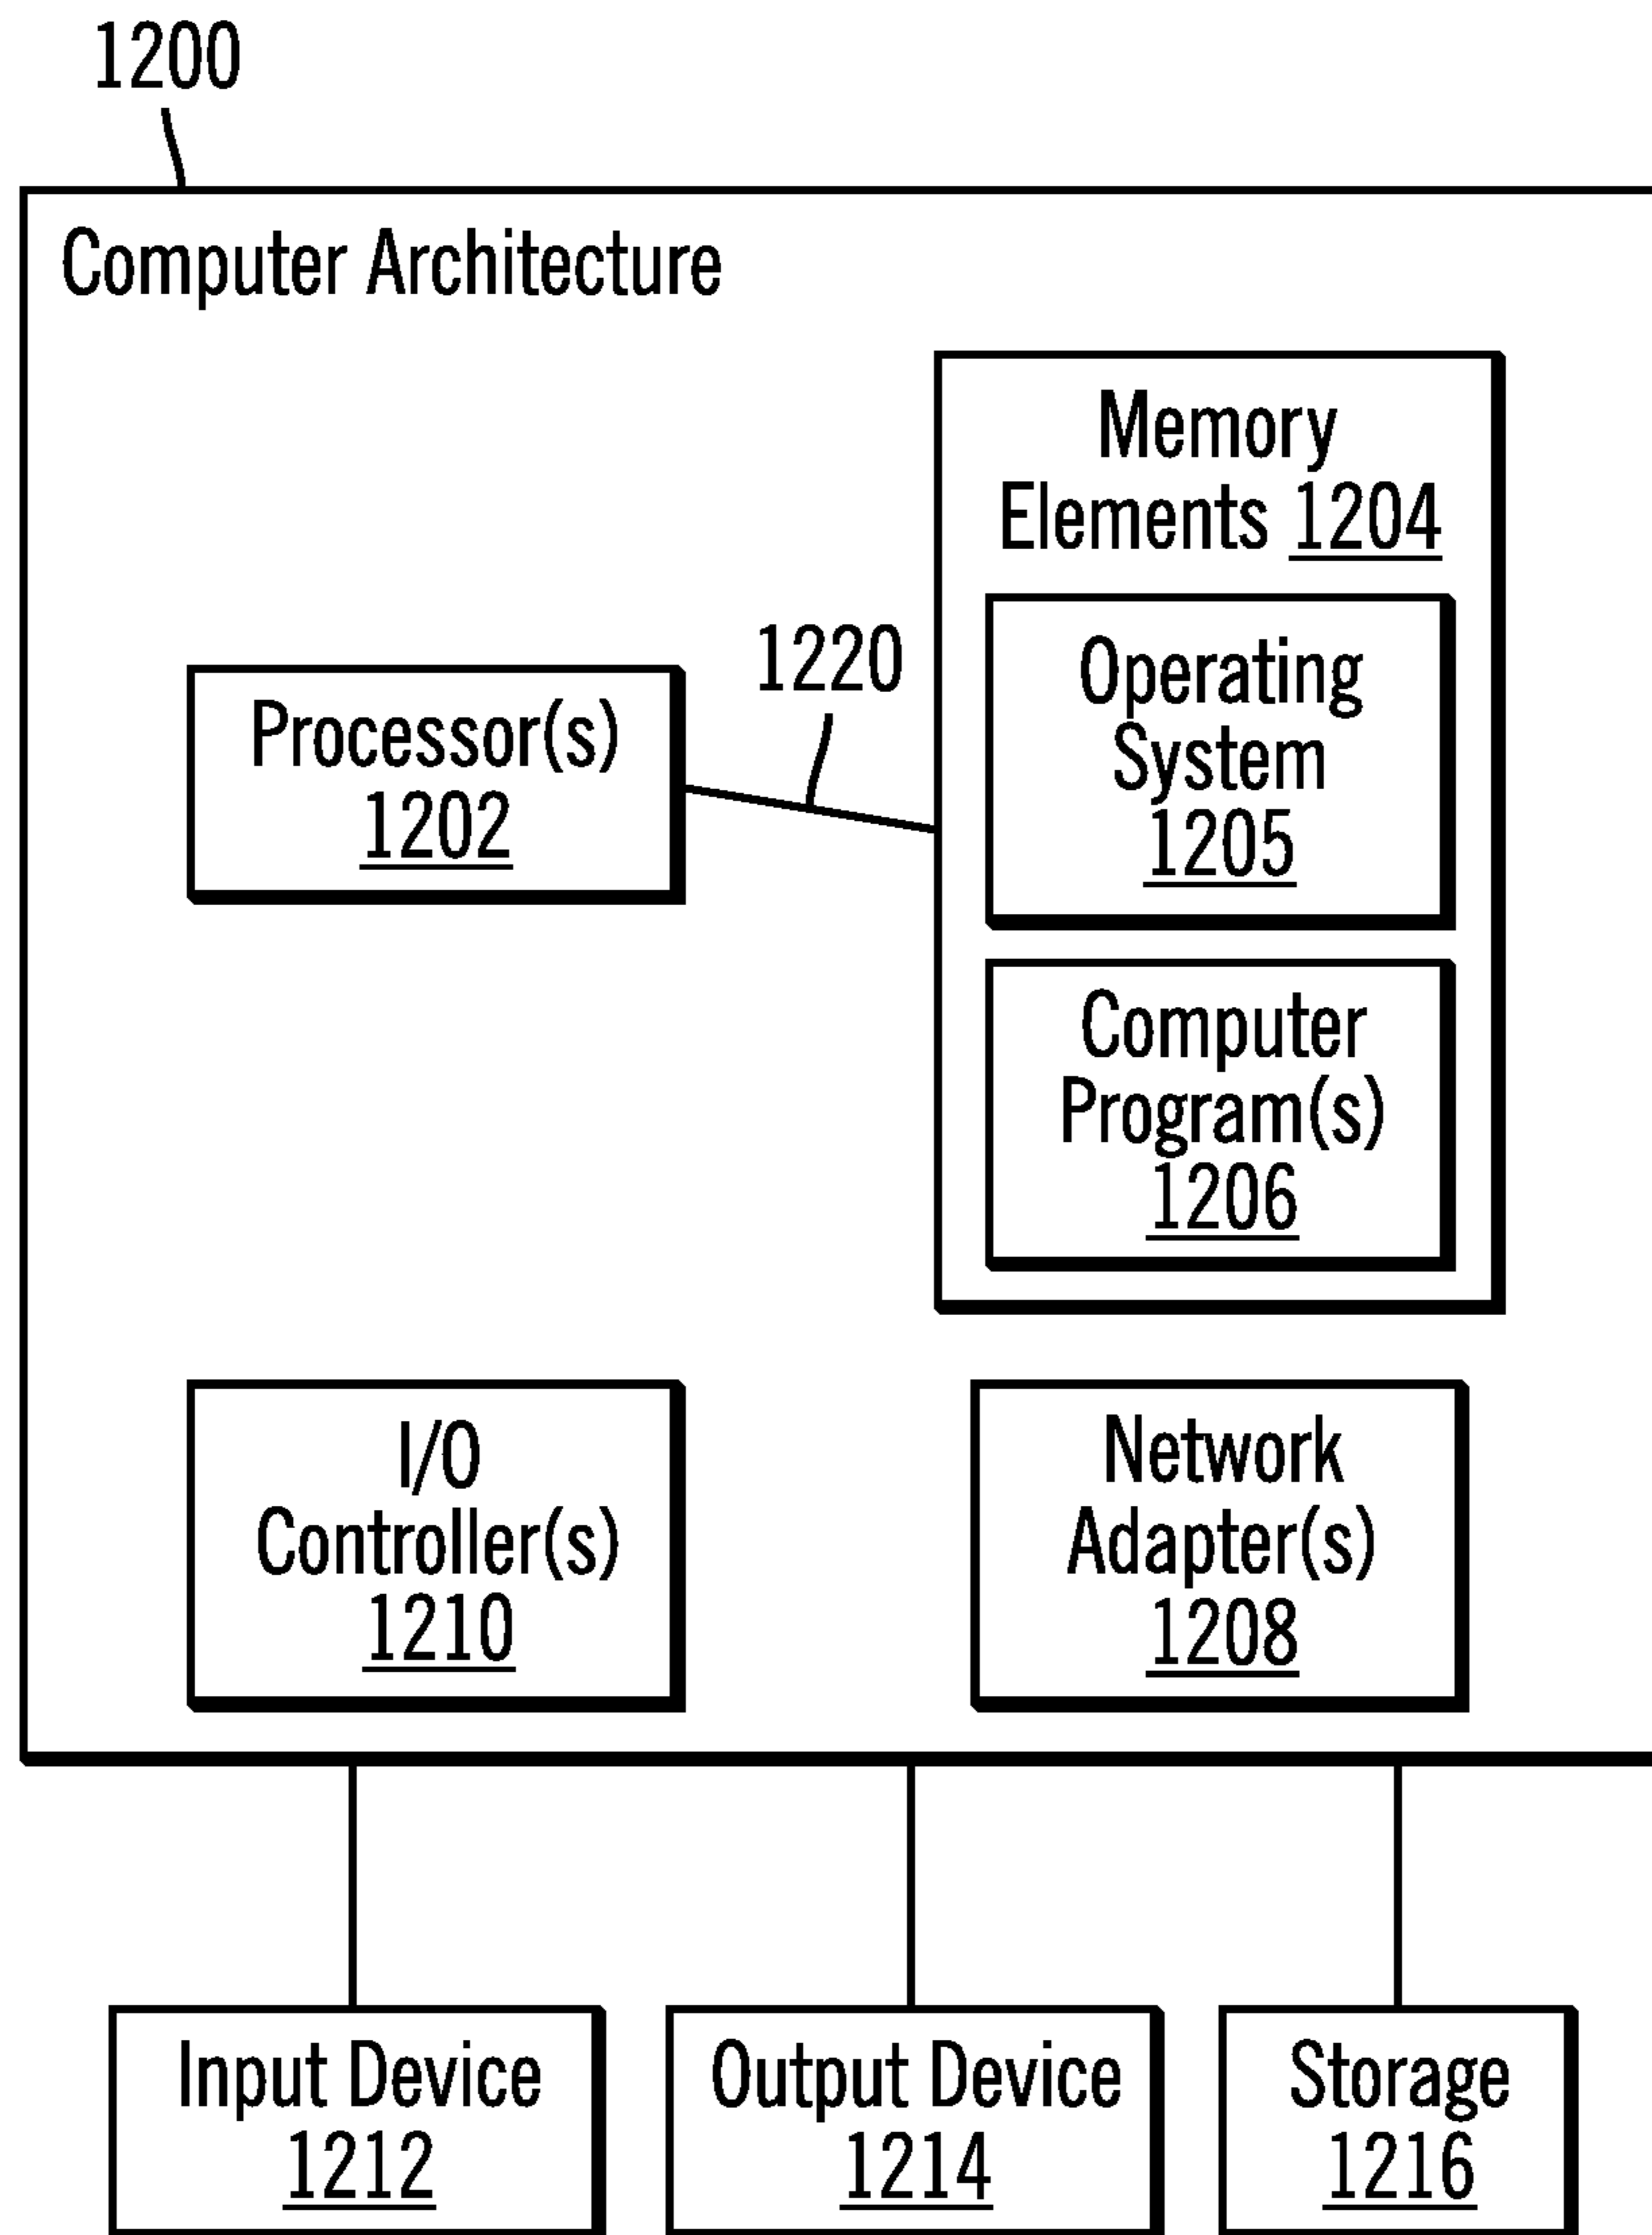 1200
Computer Architecture
Memory
Elements 1204
Operating
System
1205
1220
Processor(s)
1202
Computer
Program(s)
1206
I/O
Controller(s)
1210
Network
Adapter(s)
1208
Input Device
1212
Output Device
1214
Storage
1216